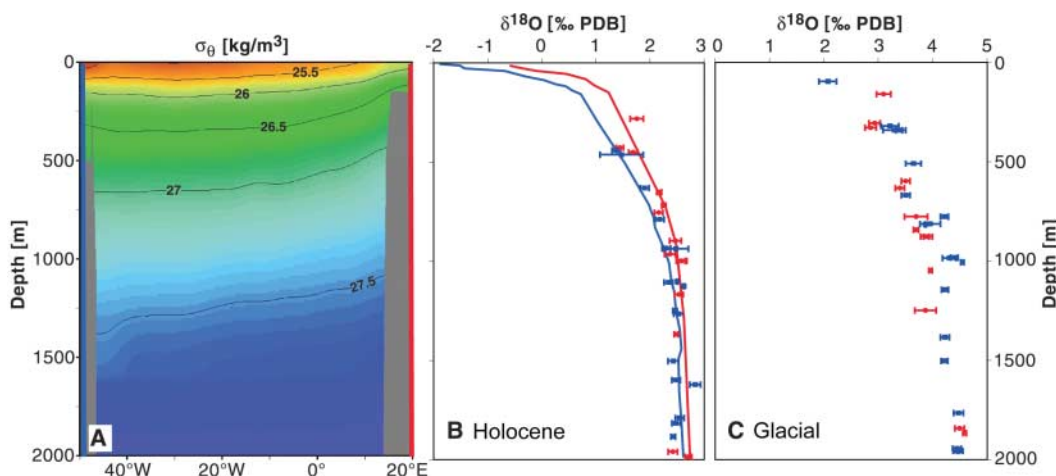 σθ [kg/m³]
δ¹⁸O [‰ PDB]
δ¹⁸O [‰ PDB]
-2 -1 0 1 2 3
0 1 2 3 4 5
0
500
1000
1500
2000
Depth [m]
25.5
26
26.5
27
27.5
A
40°W 20°W 0° 20°E
B Holocene
C Glacial
0
500
1000
1500
2000
Depth [m]